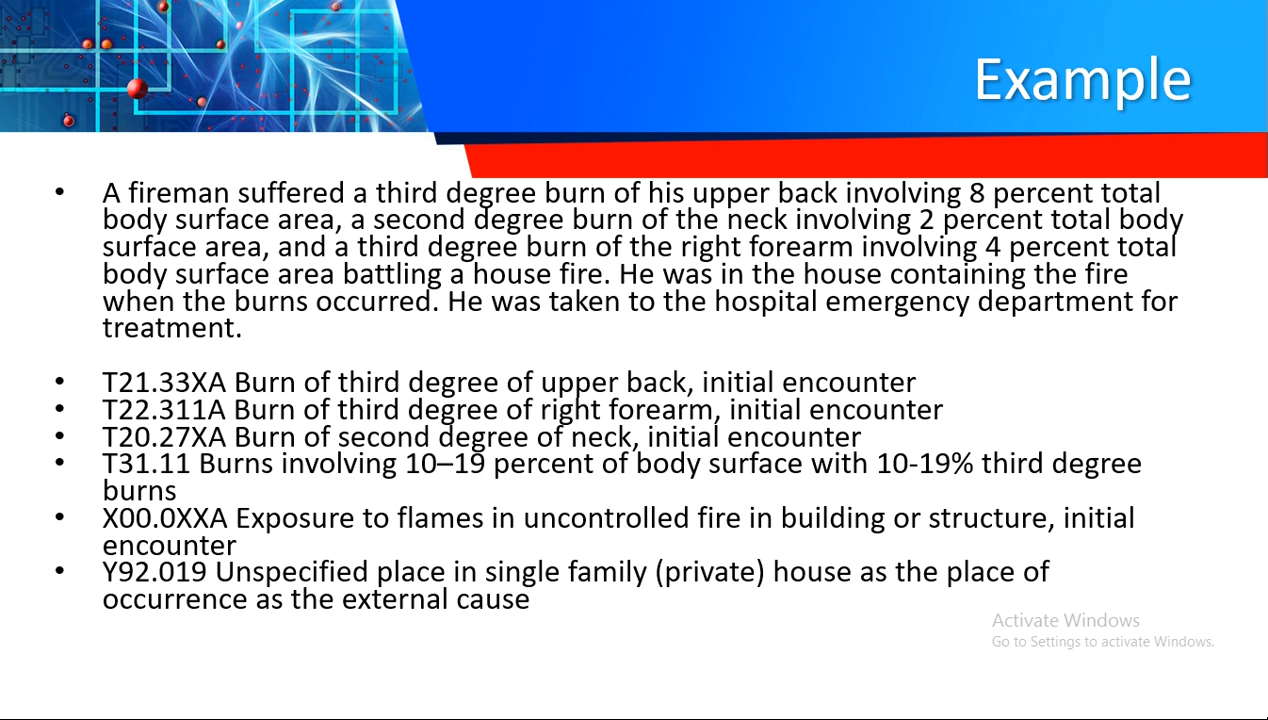 Example
• A fireman suffered a third degree burn of his upper back involving 8 percent total
body surface area, a second degree burn of the neck involving 2 percent total body
surface area, and a third degree burn of the right forearm involving 4 percent total
body surface area battling a house fire. He was in the house containing the fire
when the burns occurred. He was taken to the hospital emergency department for
treatment.
• T21.33XA Burn of third degree of upper back, initial encounter
• T22.311A Burn of third degree of right forearm, initial encounter
• T20.27XA Burn of second degree of neck, initial encounter
• T31.11 Burns involving 10–19 percent of body surface with 10-19% third degree
burns
• X00.0XXA Exposure to flames in uncontrolled fire in building or structure, initial
encounter
• Y92.019 Unspecified place in single family (private) house as the place of
occurrence as the external cause
Activate Windows
Go to Settings to activate Windows.